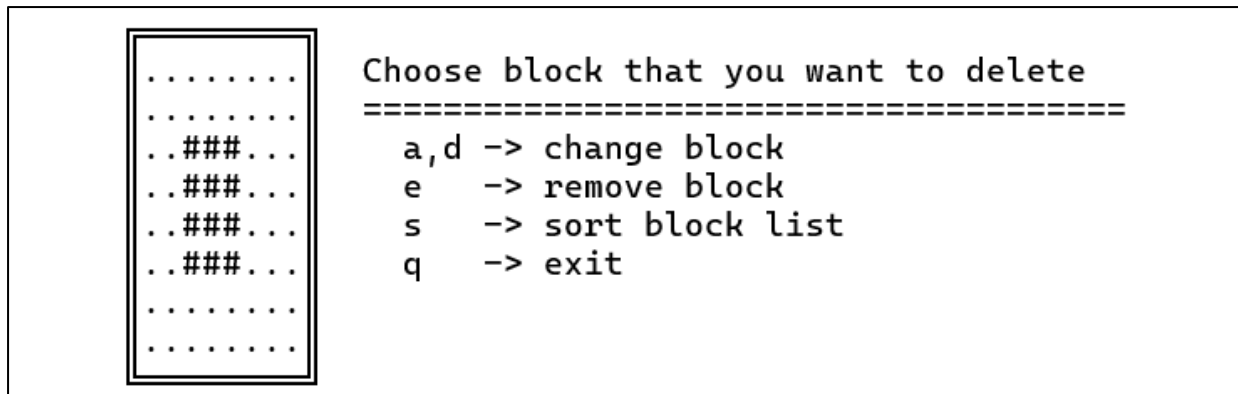 ........
........
..###...
..###...
..###...
..###...
........
........
Choose block that you want to delete
======================================
a,d -> change block
e -> remove block
s -> sort block list
q -> exit